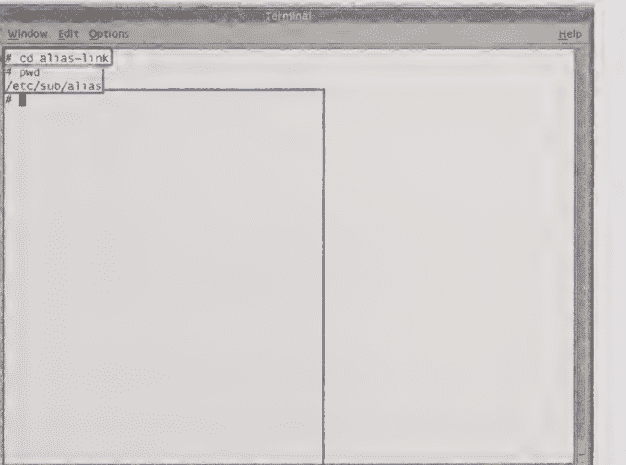 Terminal
Window Edit Options Help
# cd alias-link
# pwd
/etc/sub/alias
#